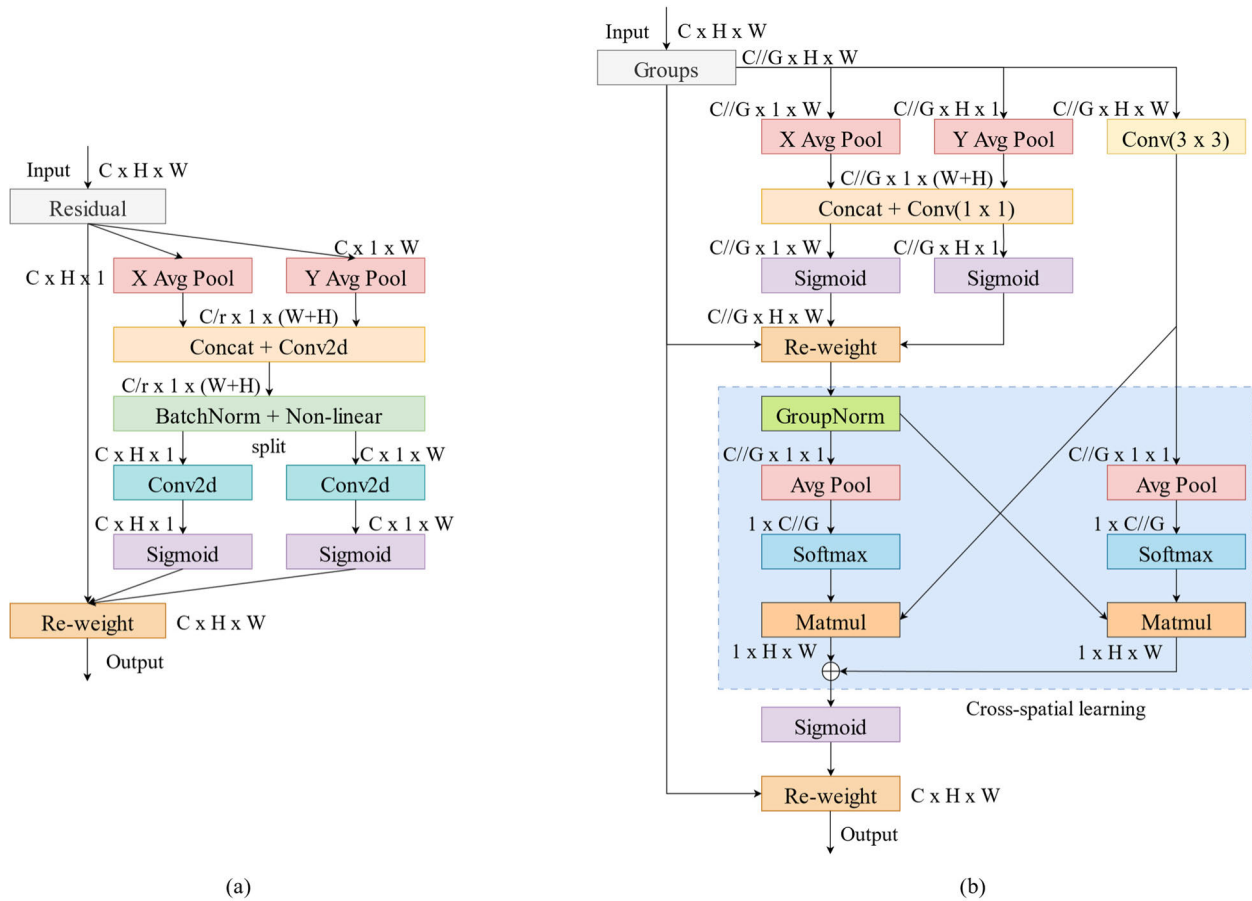 Input
C x H x W
Residual
C x 1 x W
C x H x 1
X Avg Pool
Y Avg Pool
C/r x 1 x (W+H)
Concat + Conv2d
C/r x 1 x (W+H)
BatchNorm + Non-linear
split
C x H x 1
C x 1 x W
Conv2d
Conv2d
C x H x 1
C x 1 x W
Sigmoid
Sigmoid
Re-weight
C x H x W
Output
(a)
Input
C x H x W
Groups
C//G x H x W
C//G x 1 x W
C//G x H x 1
C//G x H x W
X Avg Pool
Y Avg Pool
Conv(3 x 3)
C//G x 1 x (W+H)
Concat + Conv(1 x 1)
C//G x 1 x W
C//G x H x 1
Sigmoid
Sigmoid
C//G x H x W
Re-weight
GroupNorm
C//G x 1 x 1
C//G x 1 x 1
Avg Pool
Avg Pool
1 x C//G
1 x C//G
Softmax
Softmax
Matmul
Matmul
1 x H x W
1 x H x W
Cross-spatial learning
Sigmoid
Re-weight
C x H x W
Output
(b)